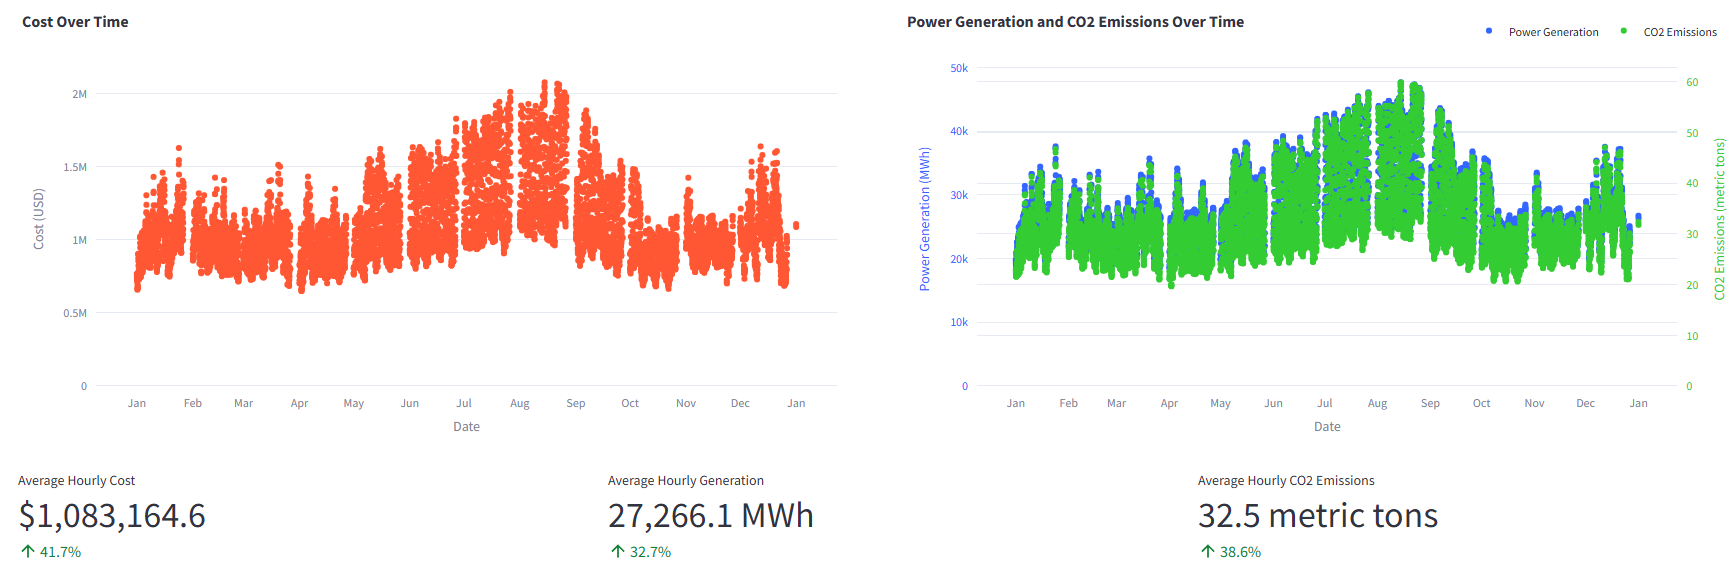 Cost Over Time
2M
1.5M
1M
0.5M
0
Cost (USD)
Jan Feb Mar Apr May Jun Jul Aug Sep Oct Nov Dec Jan
Date
Power Generation and CO2 Emissions Over Time
Power Generation CO2 Emissions
50k
40k
30k
20k
10k
0
Power Generation (MWh)
60
50
40
30
20
10
0
CO2 Emissions (metric tons)
Jan Feb Mar Apr May Jun Jul Aug Sep Oct Nov Dec Jan
Date
Average Hourly Cost
$1,083,164.6
↑ 41.7%
Average Hourly Generation
27,266.1 MWh
↑ 32.7%
Average Hourly CO2 Emissions
32.5 metric tons
↑ 38.6%